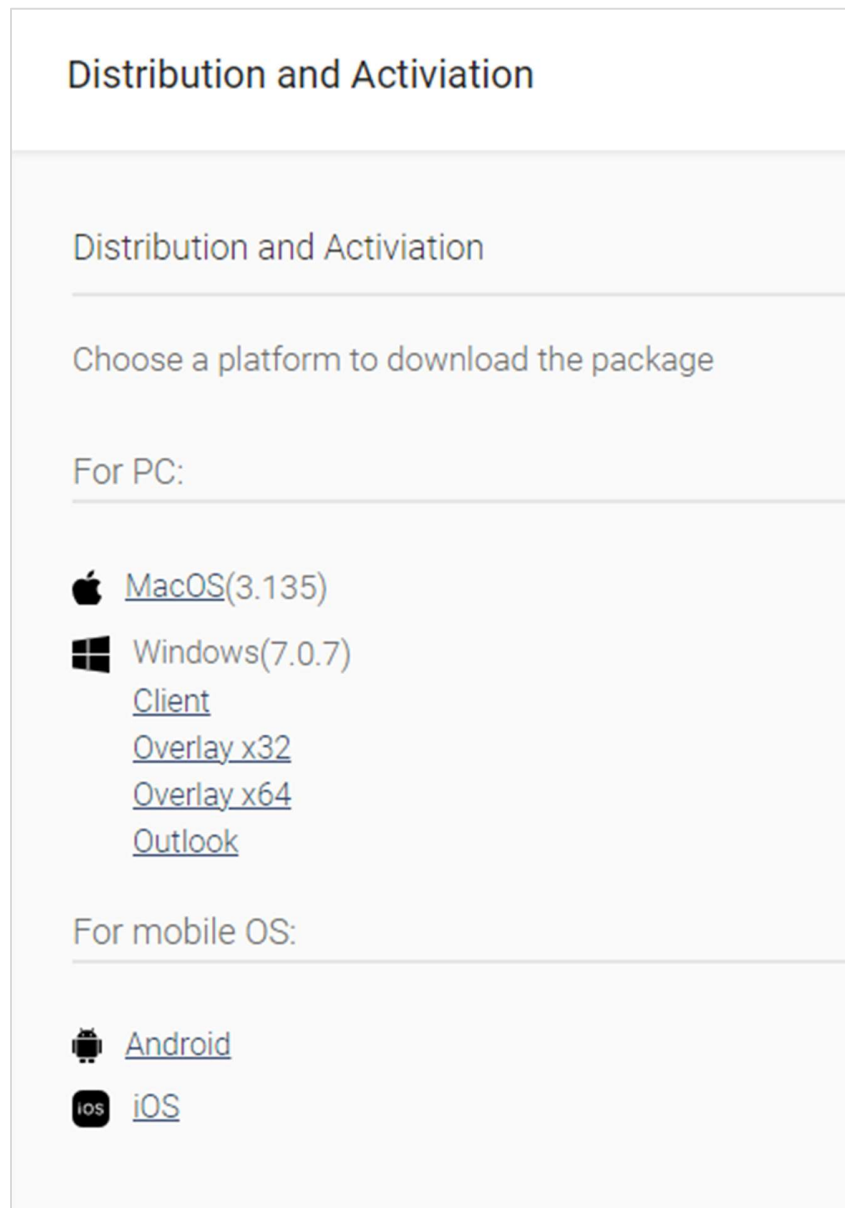 Distribution and Activiation
Distribution and Activiation
Choose a platform to download the package
For PC:
MacOS(3.135)
Windows(7.0.7)
Client
Overlay x32
Overlay x64
Outlook
For mobile OS:
Android
iOS iOS